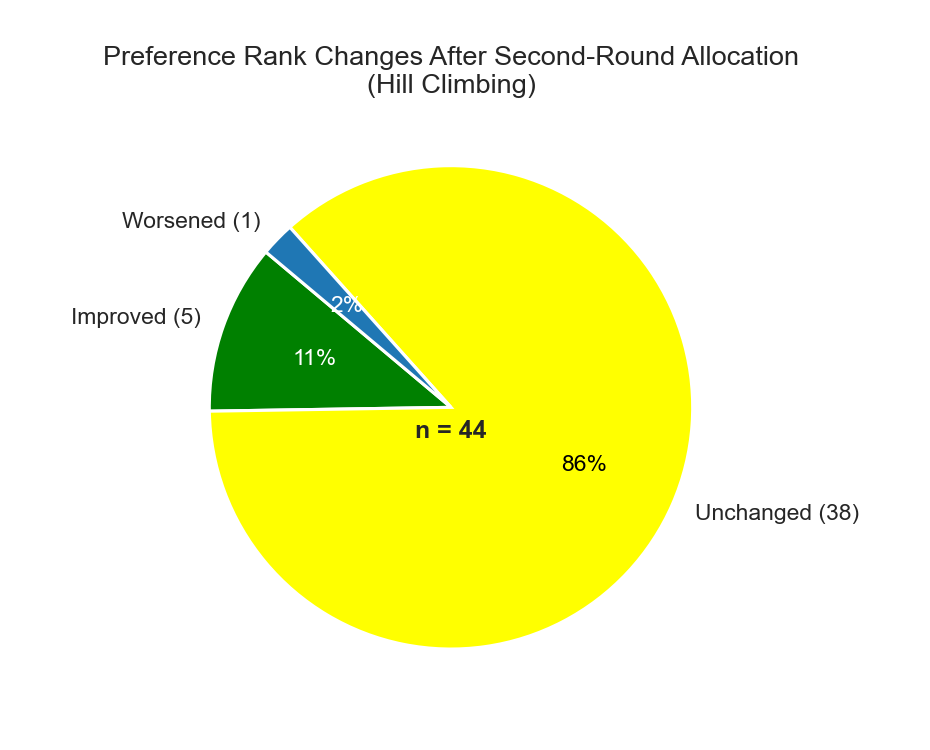 Preference Rank Changes After Second-Round Allocation
(Hill Climbing)
Worsened (1)
2%
Improved (5)
11%
n = 44
86%
Unchanged (38)